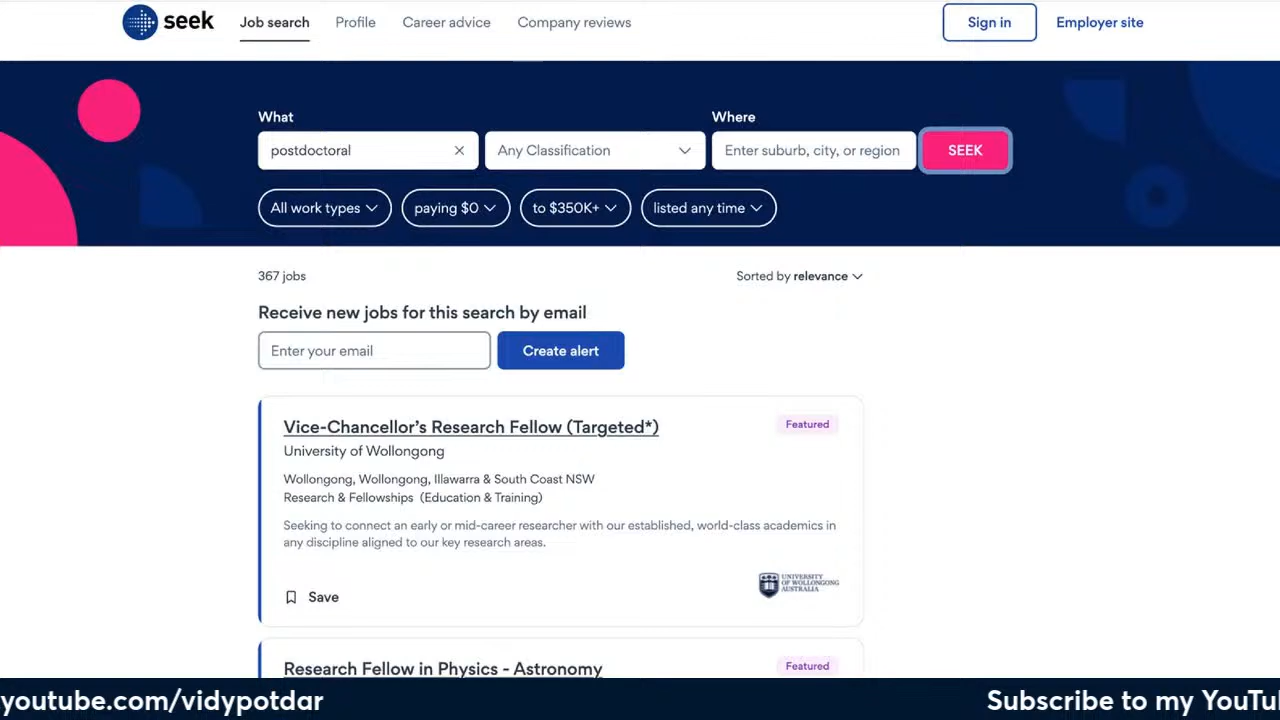 seek Job search Profile Career advice Company reviews Sign in Employer site
What Where
postdoctoral Any Classification Enter suburb, city, or region SEEK
All work types paying $0 to $350K+ listed any time
367 jobs Sorted by relevance
Receive new jobs for this search by email
Enter your email Create alert
Vice-Chancellor’s Research Fellow (Targeted*) Featured
University of Wollongong
Wollongong, Wollongong, Illawarra & South Coast NSW
Research & Fellowships (Education & Training)
Seeking to connect an early or mid-career researcher with our established, world-class academics in
any discipline aligned to our key research areas.
UNIVERSITY
OF WOLLONGONG
AUSTRALIA
Save
Research Fellow in Physics - Astronomy Featured
youtube.com/vidypotdar Subscribe to my YouTu